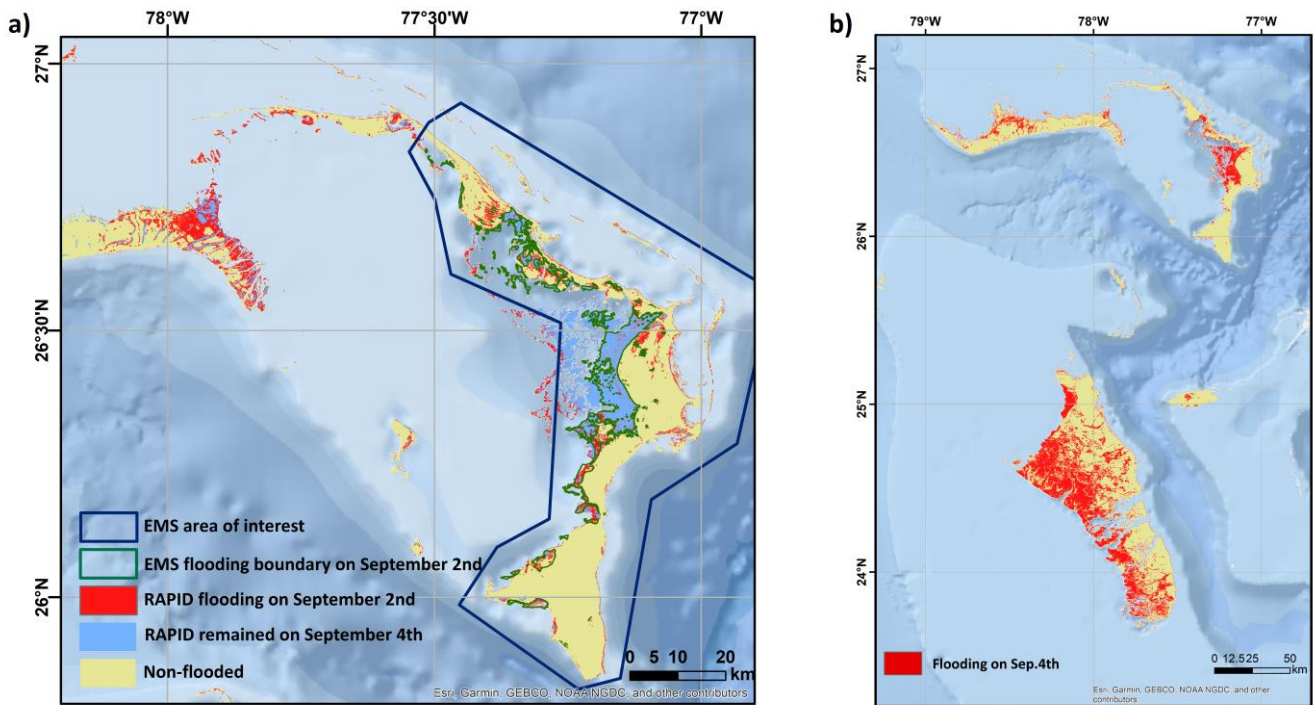 a)
78°W
77°30'W
77°W
27°N
26°30'N
26°N
EMS area of interest
EMS flooding boundary on September 2nd
RAPID flooding on September 2nd
RAPID remained on September 4th
Non-flooded
0 5 10 20
km
Esri, Garmin, GEBCO, NOAA NGDC, and other contributors
b)
79°W
78°W
77°W
27°N
26°N
25°N
24°N
Flooding on Sep.4th
0 12.525 50
km
Esri, Garmin, GEBCO, NOAA NGDC, and other
contributors